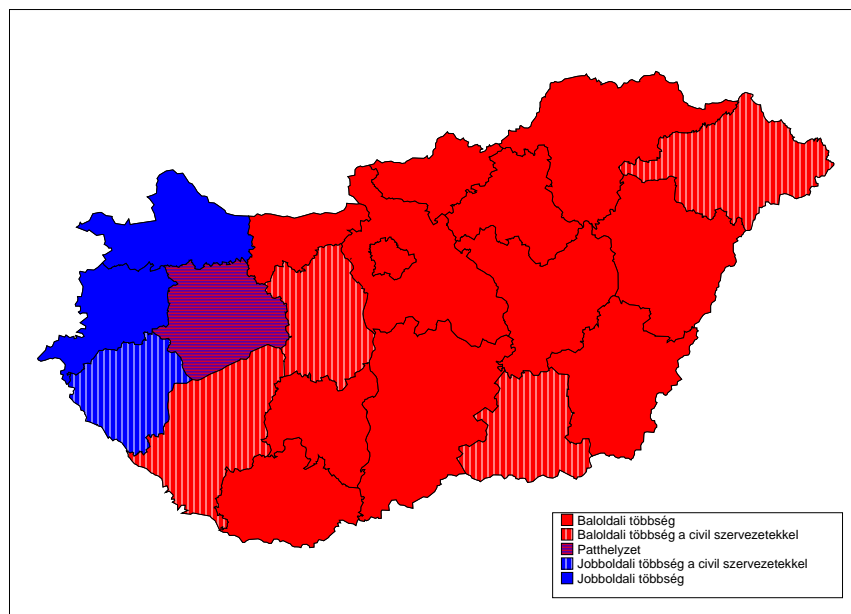 Baloldali többség
Baloldali többség a civil szervezetekkel
Patthelyzet
Jobboldali többség a civil szervezetekkel
Jobboldali többség